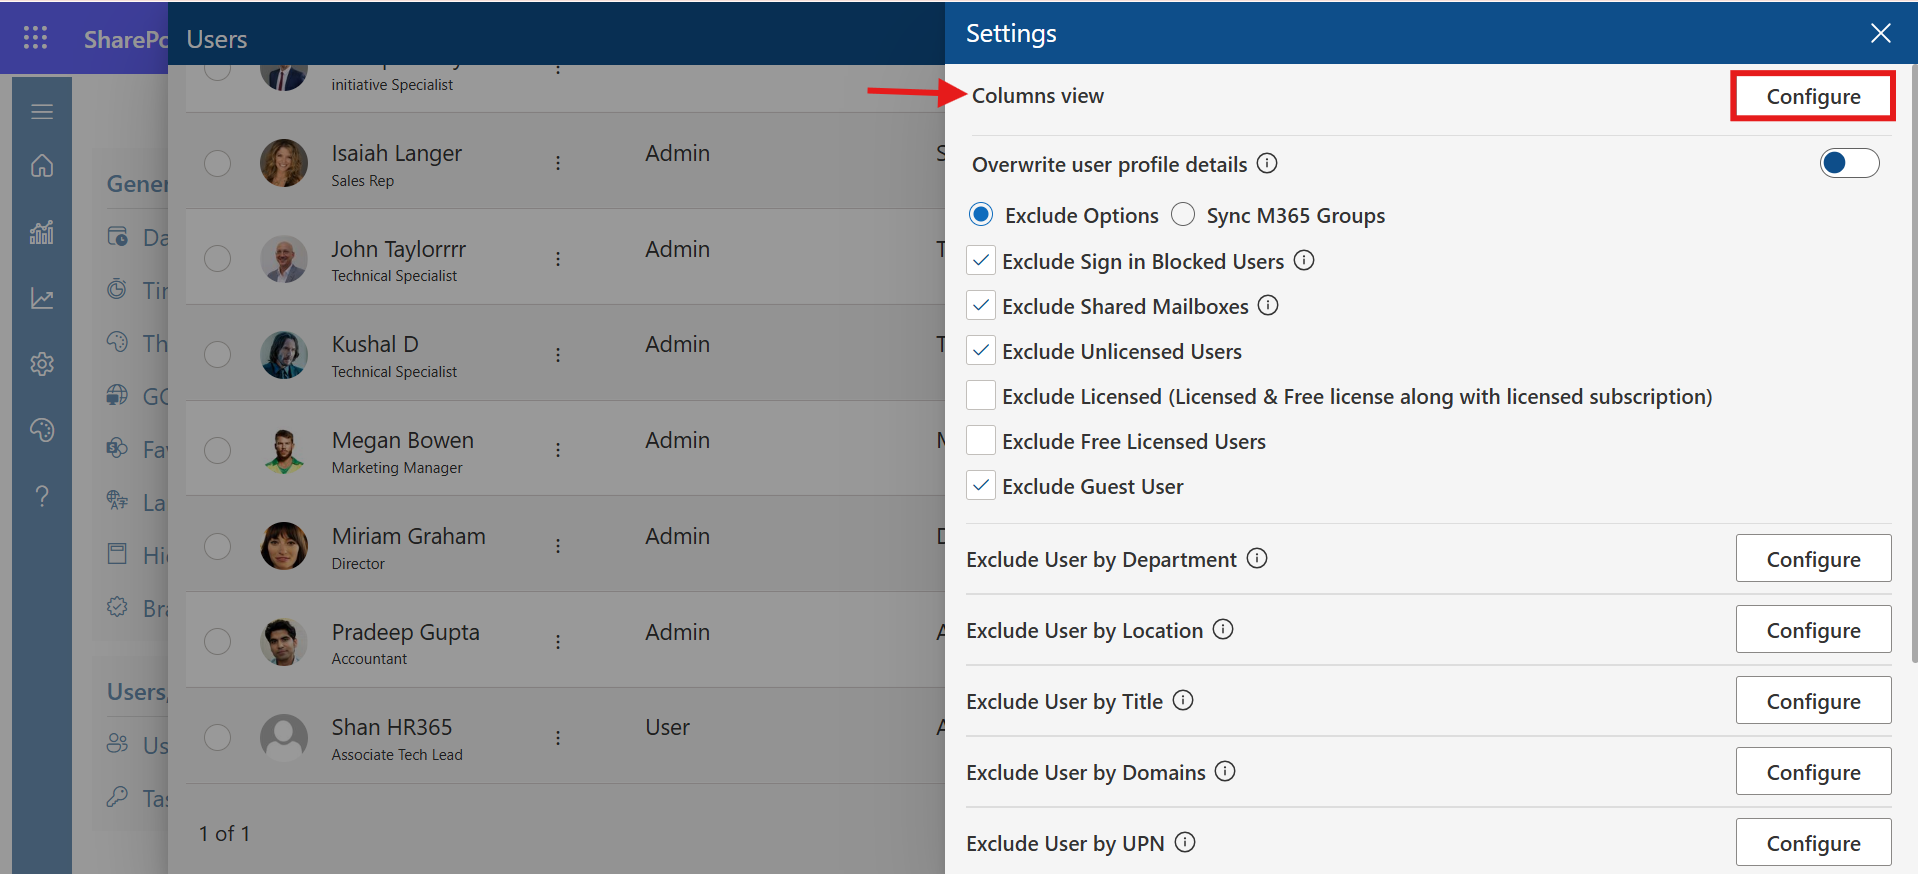 SharePo
Users
Settings
initiative Specialist
Columns view
Configure
Isaiah Langer
Sales Rep
Admin
S
Overwrite user profile details
Gener
Exclude Options
Sync M365 Groups
Da
John Taylorrrr
Technical Specialist
Admin
T
Exclude Sign in Blocked Users
Tir
Exclude Shared Mailboxes
Th
Kushal D
Technical Specialist
Admin
T
Exclude Unlicensed Users
GC
Exclude Licensed (Licensed & Free license along with licensed subscription)
Fav
Megan Bowen
Marketing Manager
Admin
M
Exclude Free Licensed Users
La
Exclude Guest User
Hid
Miriam Graham
Director
Admin
D
Exclude User by Department
Configure
Bra
Pradeep Gupta
Accountant
Admin
A
Exclude User by Location
Configure
Users,
Exclude User by Title
Configure
Us
Shan HR365
Associate Tech Lead
User
A
Exclude User by Domains
Configure
Tas
1 of 1
Exclude User by UPN
Configure